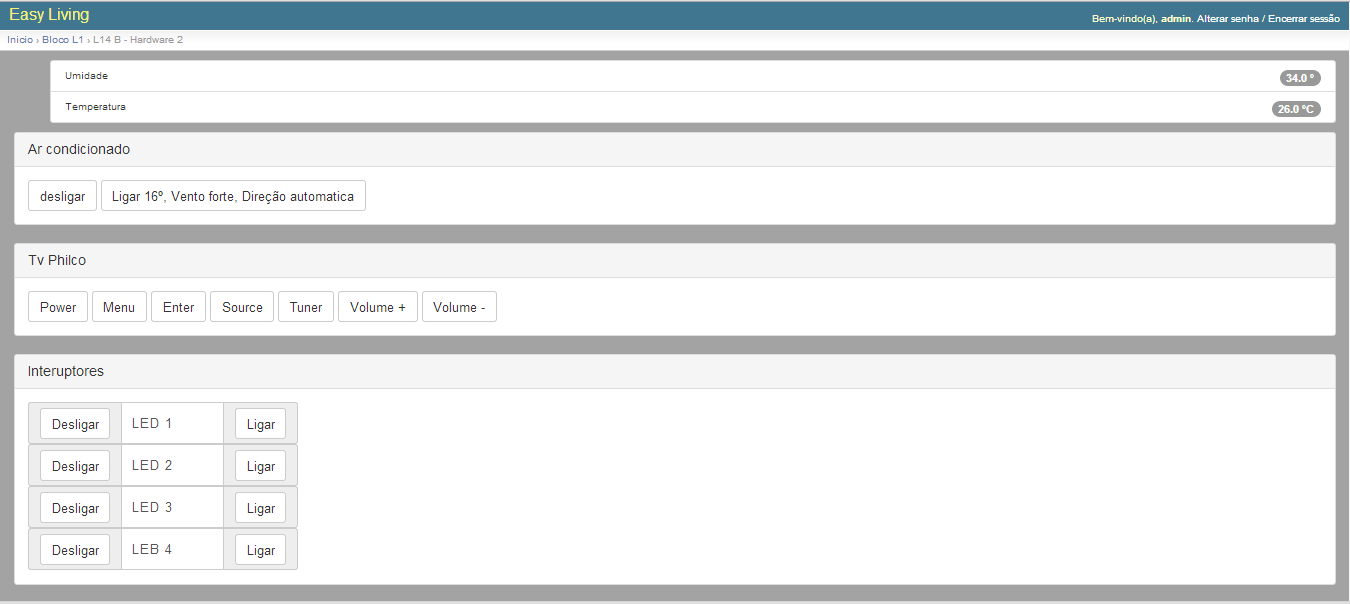 Easy Living
Bem-vindo(a), admin. Alterar senha / Encerrar sessão
Início › Bloco L1 › L14 B - Hardware 2
Umidade 34.0 °
Temperatura 26.0 ºC
Ar condicionado
desligar Ligar 16º, Vento forte, Direção automatica
Tv Philco
Power Menu Enter Source Tuner Volume + Volume -
Interuptores
Desligar LED 1 Ligar
Desligar LED 2 Ligar
Desligar LED 3 Ligar
Desligar LEB 4 Ligar